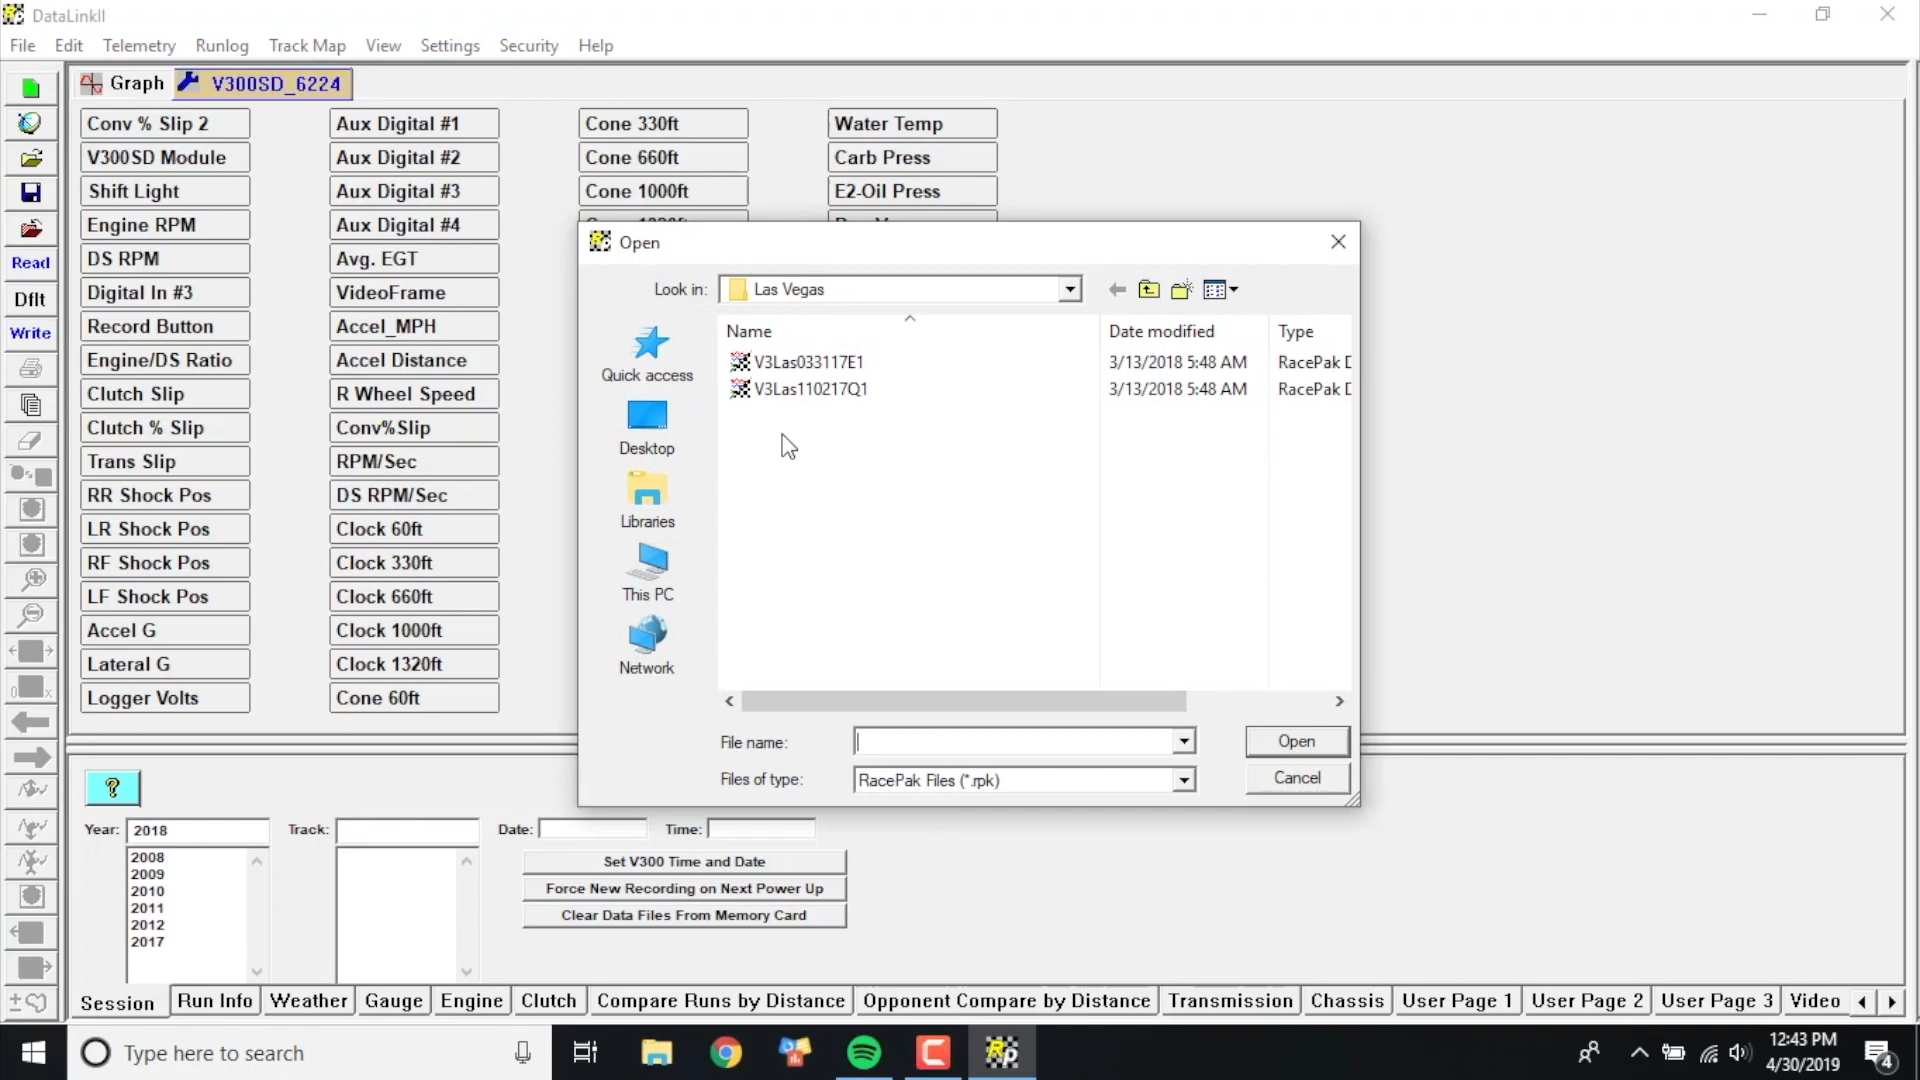 DataLinkII
File Edit Telemetry Runlog Track Map View Settings Security Help
Graph V300SD_6224
Conv % Slip 2 Aux Digital #1 Cone 330ft Water Temp
V300SD Module Aux Digital #2 Cone 660ft Carb Press
Shift Light Aux Digital #3 Cone 1000ft E2-Oil Press
Engine RPM Aux Digital #4
DS RPM Avg. EGT
Digital In #3 VideoFrame
Record Button Accel_MPH
Engine/DS Ratio Accel Distance
Clutch Slip R Wheel Speed
Clutch % Slip Conv%Slip
Trans Slip RPM/Sec
RR Shock Pos DS RPM/Sec
LR Shock Pos Clock 60ft
RF Shock Pos Clock 330ft
LF Shock Pos Clock 660ft
Accel G Clock 1000ft
Lateral G Clock 1320ft
Logger Volts Cone 60ft
Read
Dflt
Write
Open
Look in: Las Vegas
Name Date modified Type
V3Las033117E1 3/13/2018 5:48 AM RacePak D
V3Las110217Q1 3/13/2018 5:48 AM RacePak D
Quick access
Desktop
Libraries
This PC
Network
File name: Open
Files of type: RacePak Files (*.rpk) Cancel
?
Year: 2018 Track: Date: Time:
2008
2009
2010
2011
2012
2017
Set V300 Time and Date
Force New Recording on Next Power Up
Clear Data Files From Memory Card
Session Run Info Weather Gauge Engine Clutch Compare Runs by Distance Opponent Compare by Distance Transmission Chassis User Page 1 User Page 2 User Page 3 Video
Type here to search
Rp
12:43 PM
4/30/2019
4